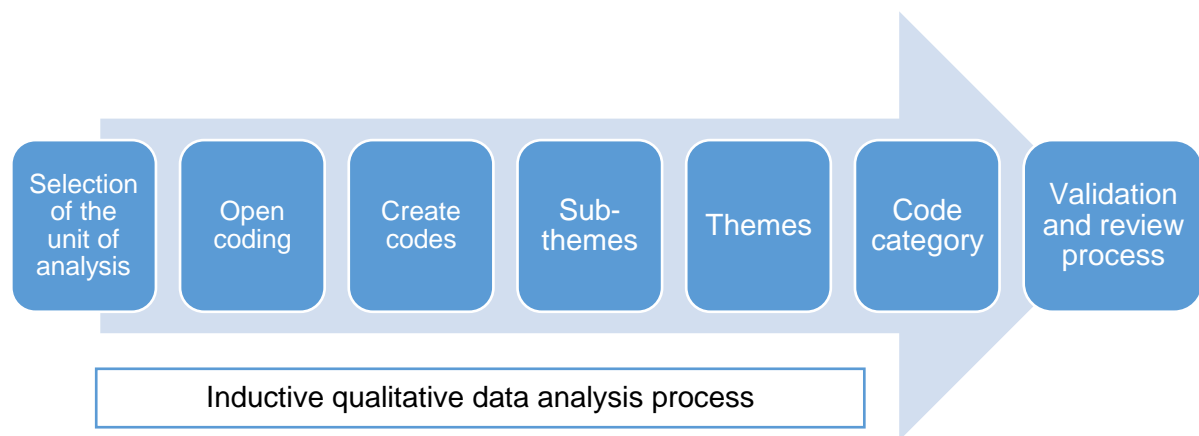 Selection
of the
unit of
analysis
Open
coding
Create
codes
Sub-
themes
Themes
Code
category
Validation
and review
process
Inductive qualitative data analysis process